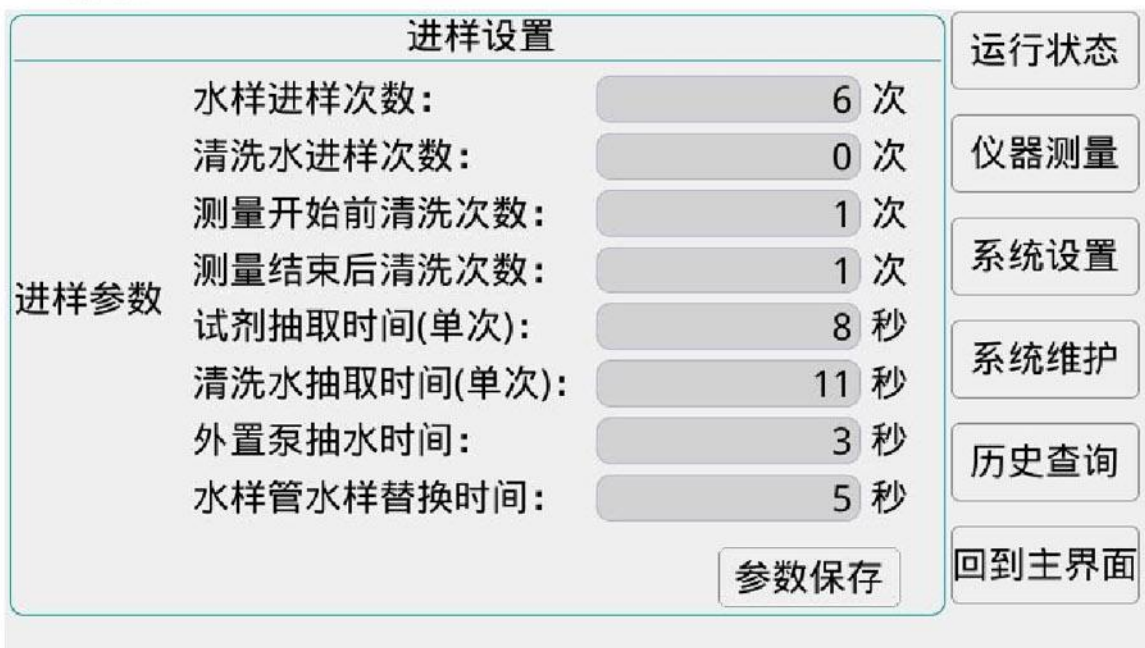 进样设置
进样参数
水样进样次数: 6 次
清洗水进样次数: 0 次
测量开始前清洗次数: 1 次
测量结束后清洗次数: 1 次
试剂抽取时间(单次): 8 秒
清洗水抽取时间(单次): 11 秒
外置泵抽水时间: 3 秒
水样管水样替换时间: 5 秒
参数保存
运行状态
仪器测量
系统设置
系统维护
历史查询
回到主界面